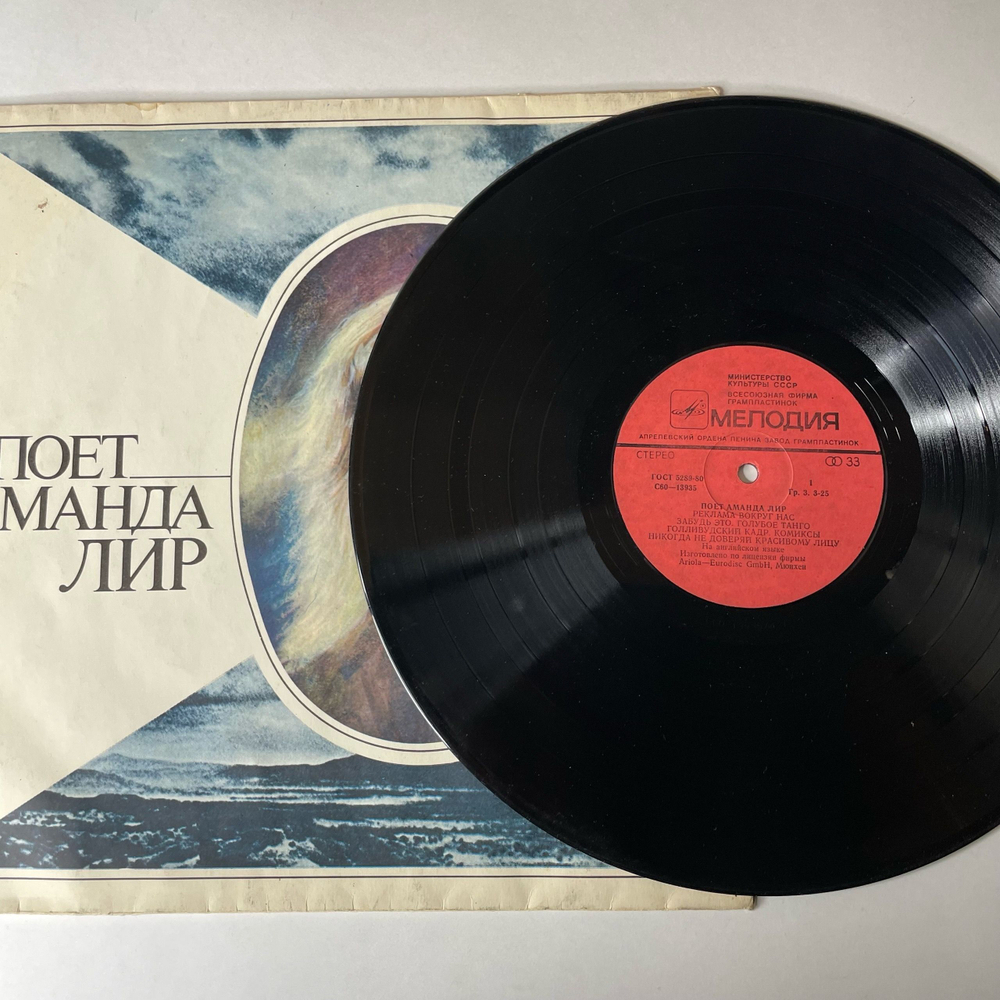 ПОЕТ
МАНДА
ЛИР
МИНИСТЕРСТВО
КУЛЬТУРЫ СССР
ВСЕСОЮЗНАЯ ФИРМА
ГРАМПЛАСТИНОК
МЕЛОДИЯ
АПРЕЛЕВСКИЙ ОРДЕНА ЛЕНИНА ЗАВОД ГРАМПЛАСТИНОК
СТЕРЕО
33
ГОСТ 5289-80
С60—13935
1
Гр. 3. 3-25
ПОЕТ АМАНДА ЛИР
РЕКЛАМА ВОКРУГ НАС
ЗАБУДЬ ЭТО. ГОЛУБОЕ ТАНГО
ГОЛЛИВУДСКИЙ КАДР. КОМИКСЫ
НИКОГДА НЕ ДОВЕРЯЙ КРАСИВОМУ ЛИЦУ
На английском языке
Изготовлено по лицензии фирмы
Ariola—Eurodisc GmbH, Мюнхен